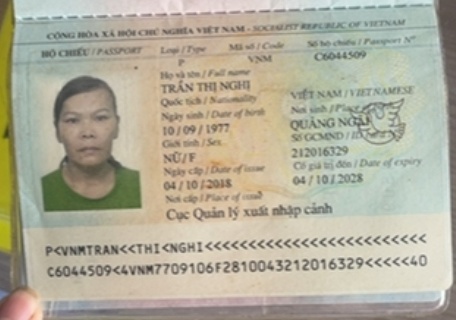 CỘNG HÒA XÃ HỘI CHỦ NGHĨA VIỆT NAM - SOCIALIST REPUBLIC OF VIETNAM
HỘ CHIẾU / PASSPORT Loại / Type Mã số / Code Số hộ chiếu / Passport Nº
P VNM C6044509
Họ và tên / Full name
TRẦN THỊ NGHỊ
Quốc tịch / Nationality VIỆT NAM / VIETNAMESE
Ngày sinh / Date of birth Nơi sinh / Place
10 / 09 / 1977 QUẢNG NGÃI
Giới tính / Sex Số GCMND / ID
NỮ / F 212016329
Ngày cấp / Date of issue Có giá trị đến / Date of expiry
04 / 10 / 2018 04 / 10 / 2028
Nơi cấp / Place of issue
Cục Quản lý xuất nhập cảnh
P<VNMTRAN<<THI<NGHI<<<<<<<<<<<<<<<<<<<<<<<<<
C6044509<4VNM7709106F2810043212016329<<<<<40